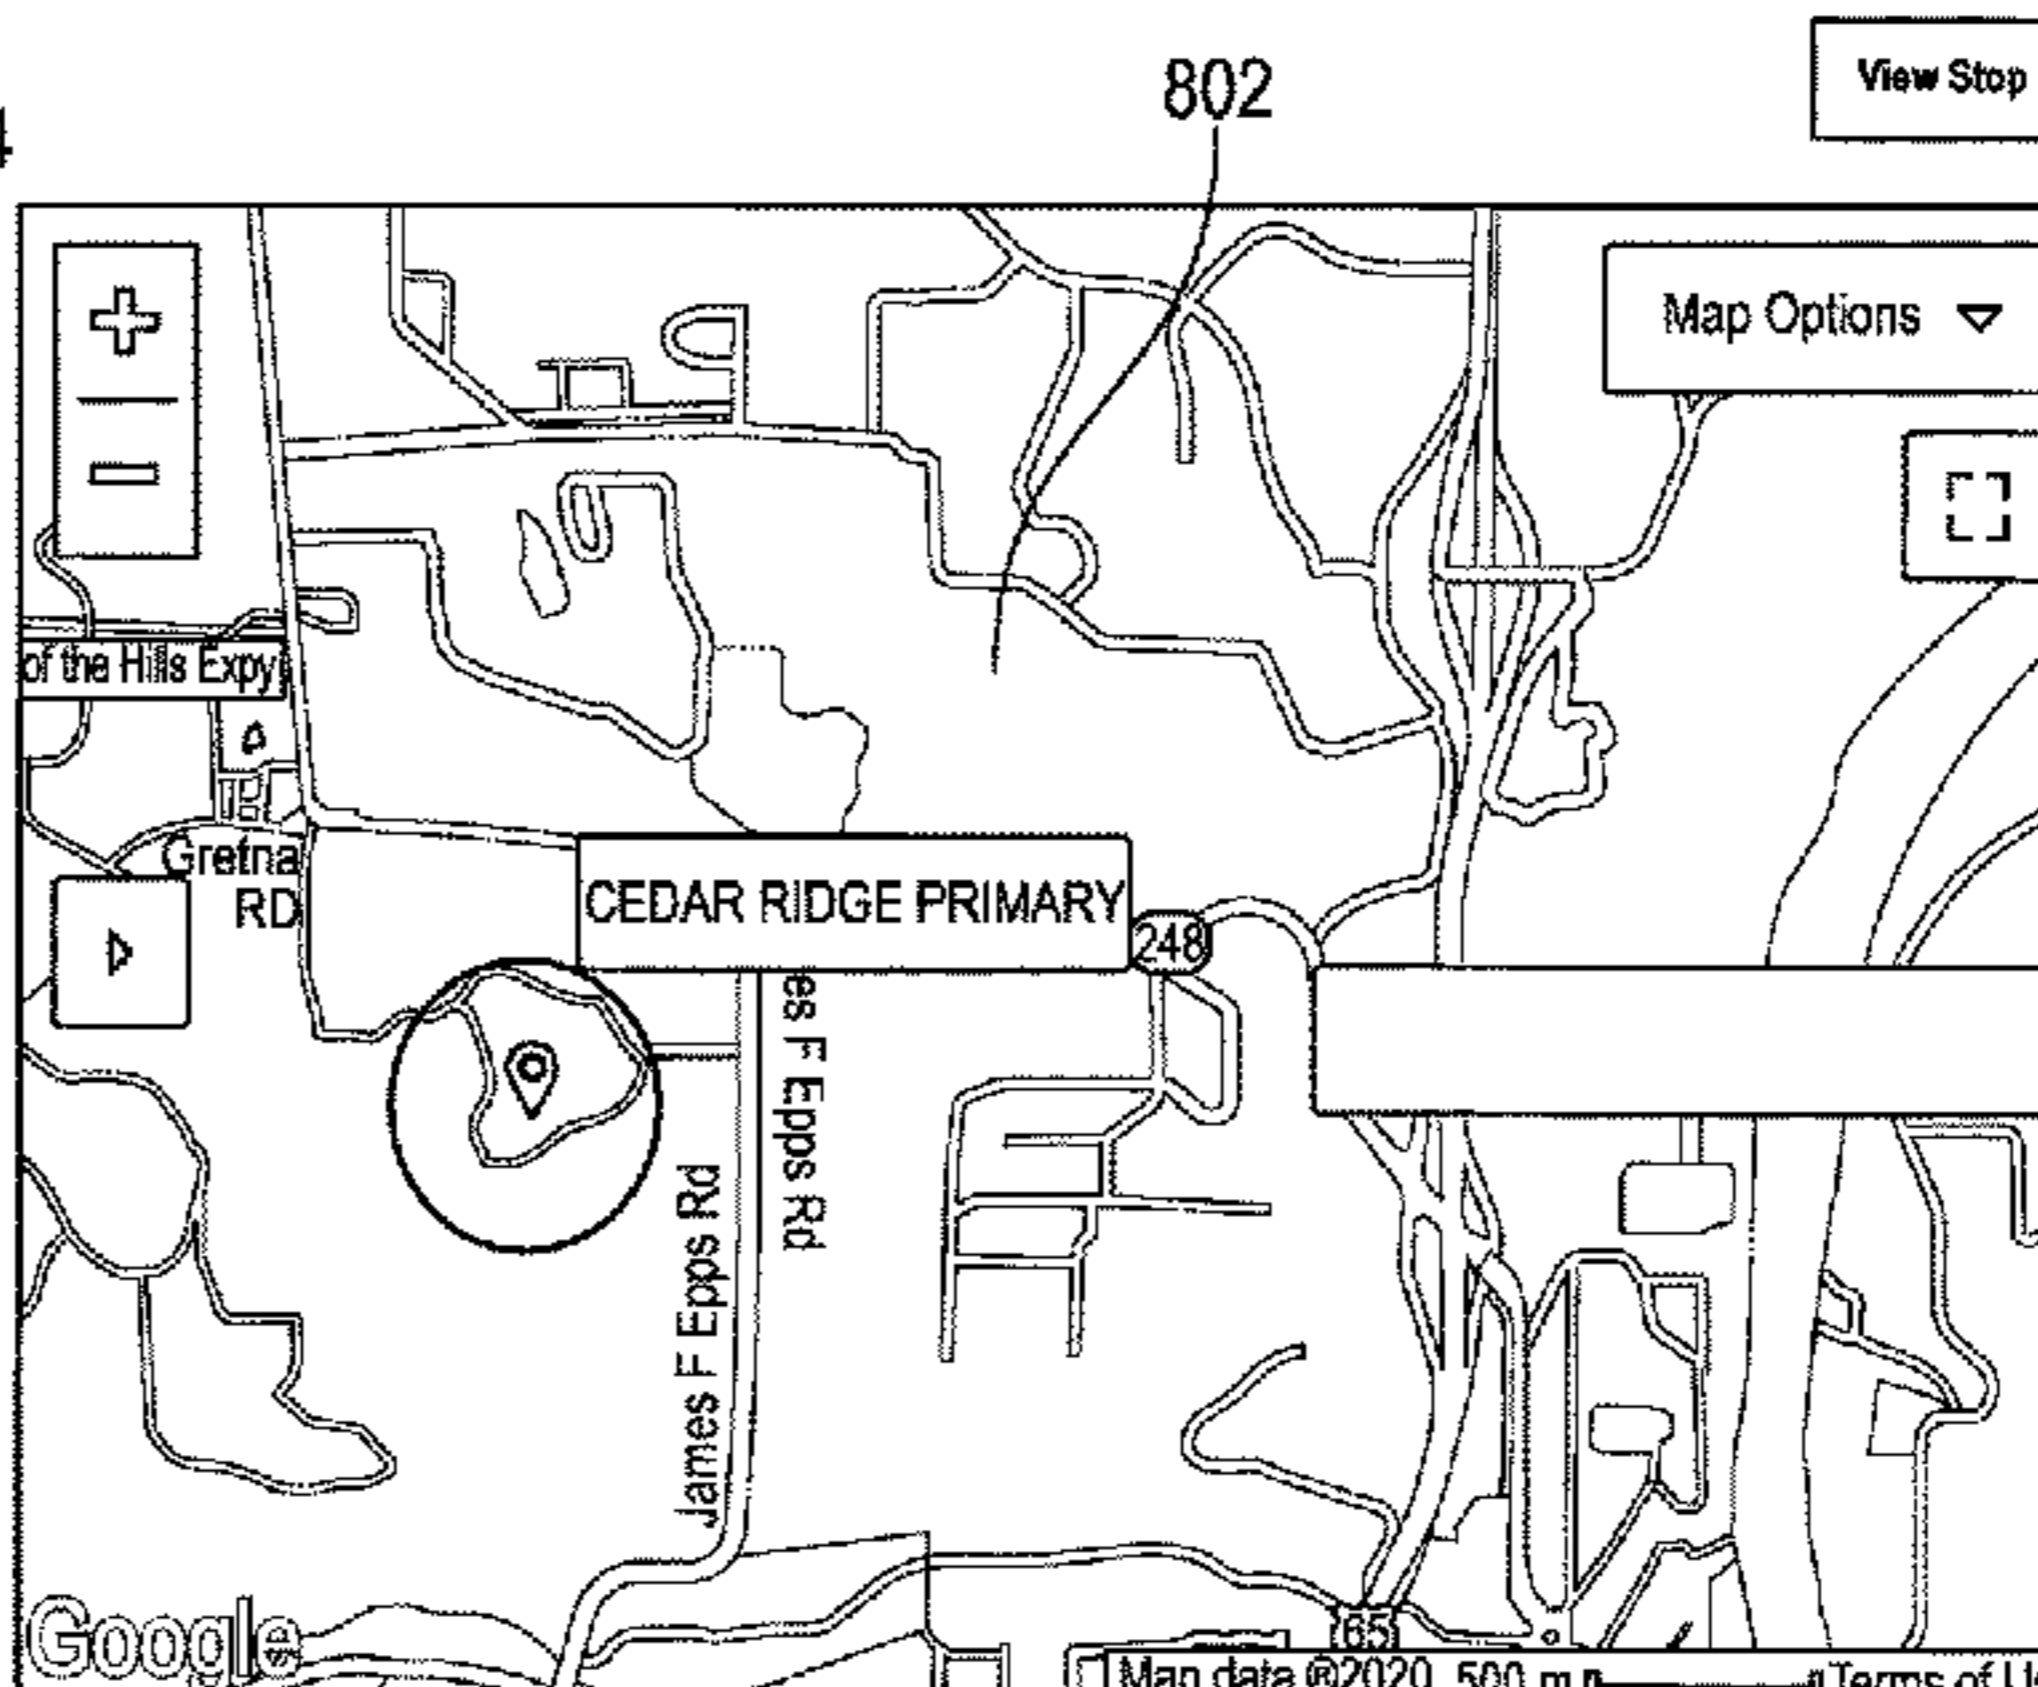 802
View Stop
4
Map Options
of the Hills Expy
Gretna
RD
CEDAR RIDGE PRIMARY
248
es F Epps Rd
James F Epps Rd
65
Google
Map data ©2020 500 m
Terms of